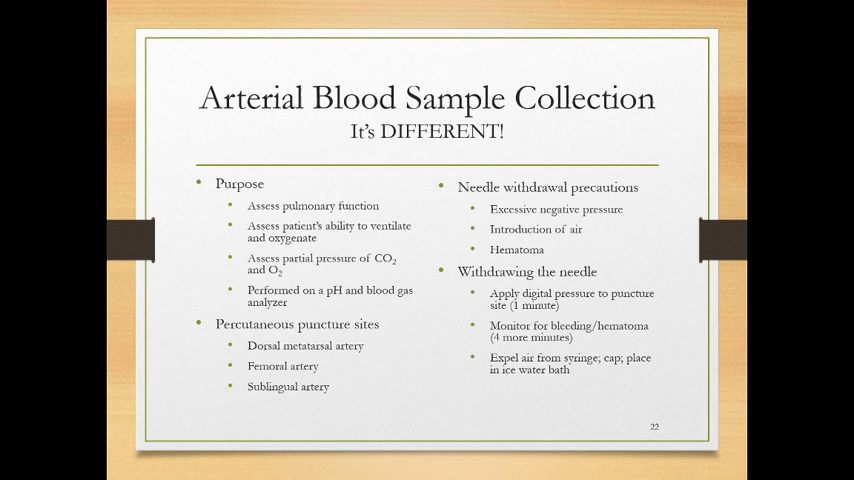 Arterial Blood Sample Collection
It's DIFFERENT!
• Purpose
• Assess pulmonary function
• Assess patient's ability to ventilate
and oxygenate
• Assess partial pressure of CO₂
and O₂
• Performed on a pH and blood gas
analyzer
• Percutaneous puncture sites
• Dorsal metatarsal artery
• Femoral artery
• Sublingual artery
• Needle withdrawal precautions
• Excessive negative pressure
• Introduction of air
• Hematoma
• Withdrawing the needle
• Apply digital pressure to puncture
site (1 minute)
• Monitor for bleeding/hematoma
(4 more minutes)
• Expel air from syringe; cap; place
in ice water bath
22